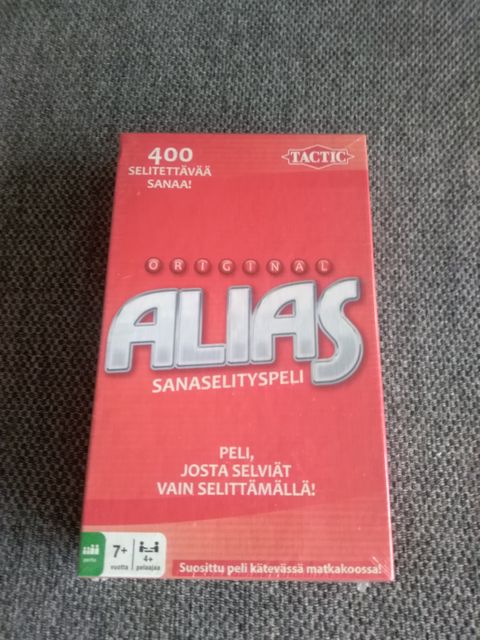 400
SELITETTÄVÄÄ
SANAA!
TACTIC
ORIGINAL
ALIAS
SANASELITYSPELI
PELI,
JOSTA SELVIÄT
VAIN SELITTÄMÄLLÄ!
perhe
7+
vuotta
4+
pelaajaa
Suosittu peli kätevässä matkakoossa!